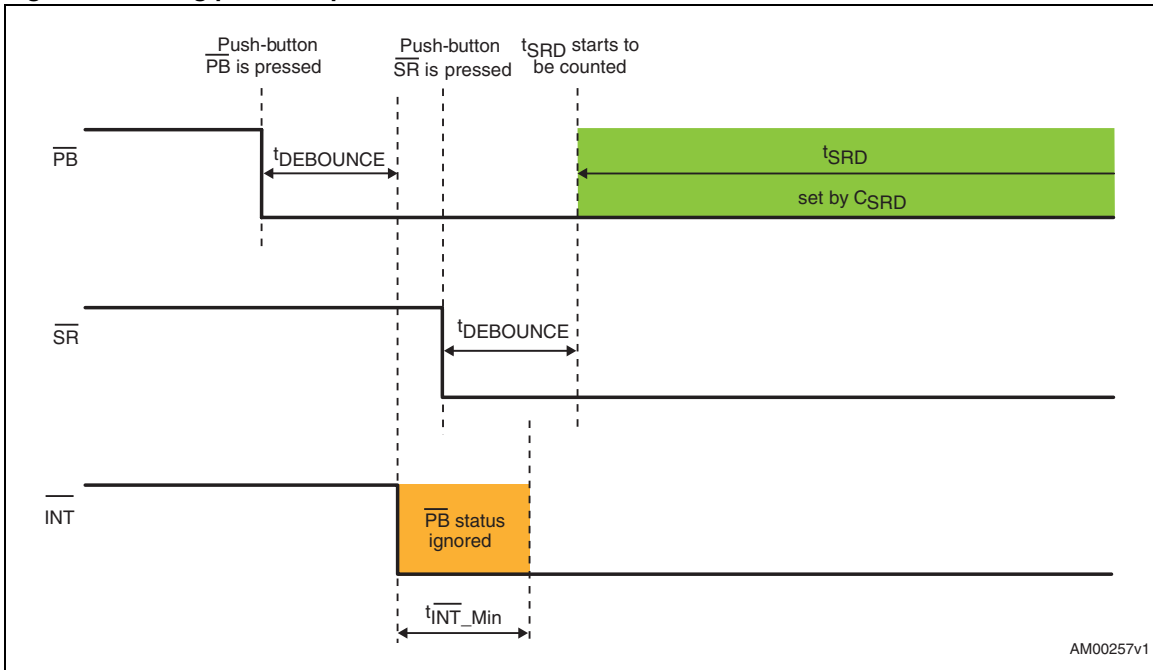 Push-button
PB is pressed
Push-button
SR is pressed
tSRD starts to
be counted
PB
tDEBOUNCE
tSRD
set by CSRD
SR
tDEBOUNCE
INT
PB status
ignored
tINT_Min
AM00257v1